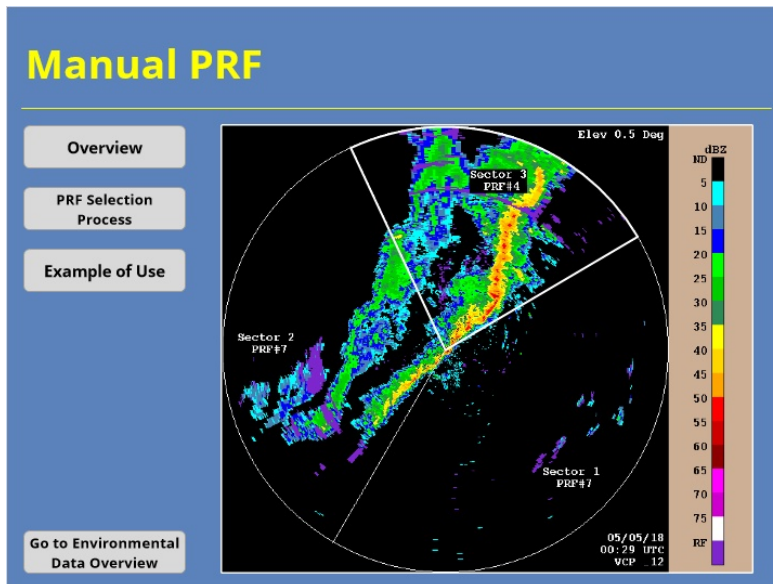 Manual PRF
Overview
PRF Selection
Process
Example of Use
Go to Environmental
Data Overview
Elev 0.5 Deg
Sector 3
PRF#4
Sector 2
PRF#7
Sector 1
PRF#7
05/05/18
00:29 UTC
VCP 12
dBZ
ND
5
10
15
20
25
30
35
40
45
50
55
60
65
70
75
RF